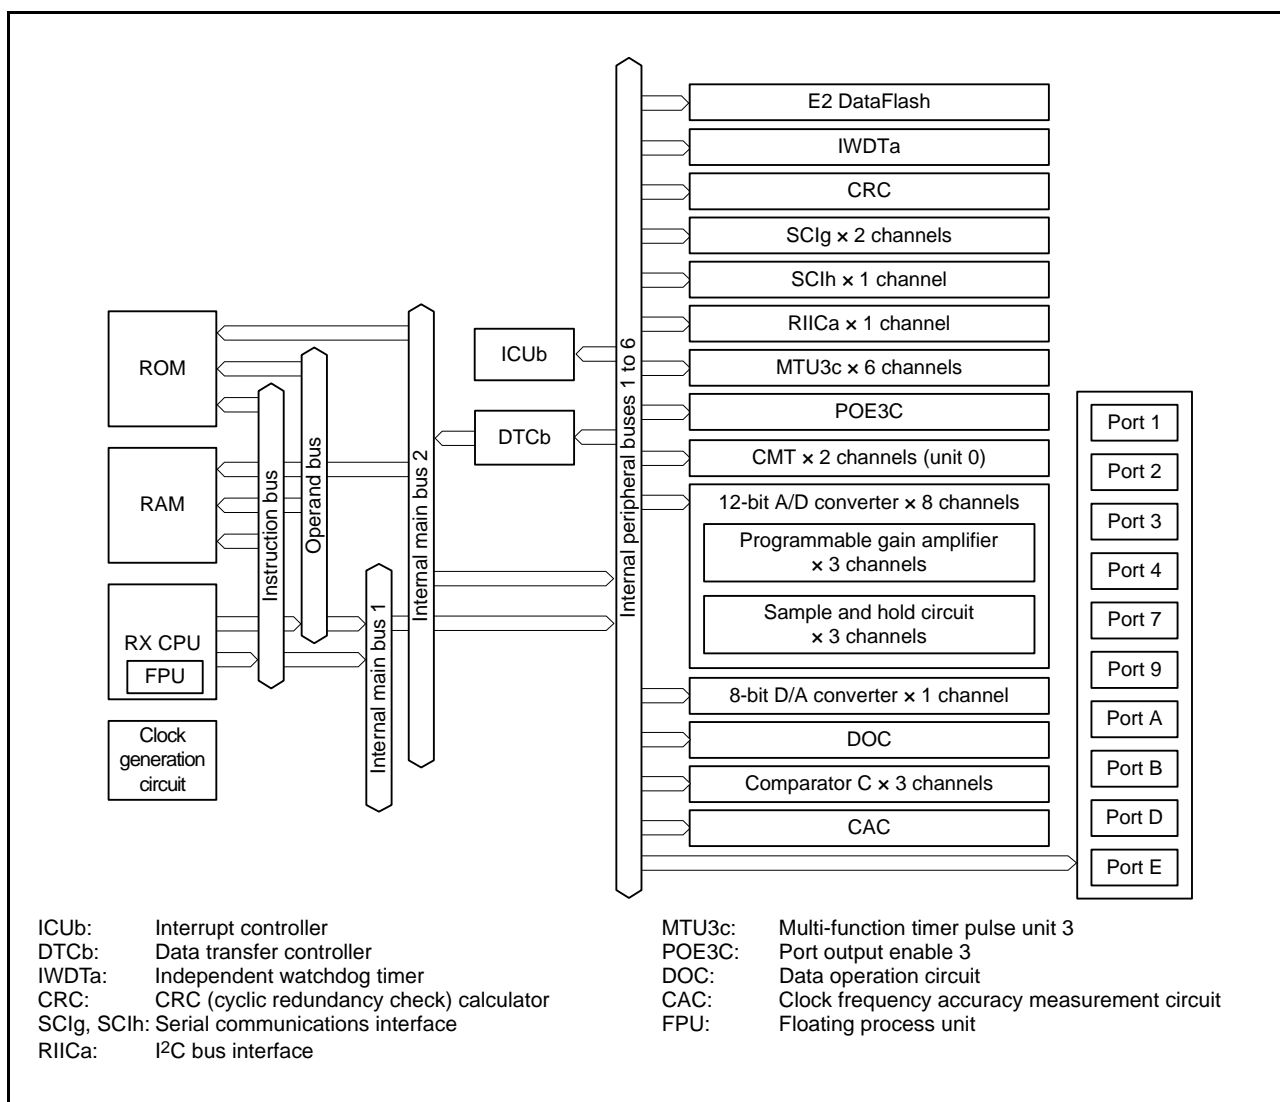 E2 DataFlash
IWDTa
CRC
SCIg × 2 channels
SCIh × 1 channel
RIICa × 1 channel
MTU3c × 6 channels
POE3C
CMT × 2 channels (unit 0)
12-bit A/D converter × 8 channels
Programmable gain amplifier
× 3 channels
Sample and hold circuit
× 3 channels
8-bit D/A converter × 1 channel
DOC
Comparator C × 3 channels
CAC
ROM
RAM
RX CPU
FPU
Clock
generation
circuit
Instruction bus
Operand bus
Internal main bus 1
Internal main bus 2
ICUb
DTCb
Internal peripheral buses 1 to 6
Port 1
Port 2
Port 3
Port 4
Port 7
Port 9
Port A
Port B
Port D
Port E
ICUb: Interrupt controller
DTCb: Data transfer controller
IWDTa: Independent watchdog timer
CRC: CRC (cyclic redundancy check) calculator
SCIg, SCIh: Serial communications interface
RIICa: I²C bus interface
MTU3c: Multi-function timer pulse unit 3
POE3C: Port output enable 3
DOC: Data operation circuit
CAC: Clock frequency accuracy measurement circuit
FPU: Floating process unit